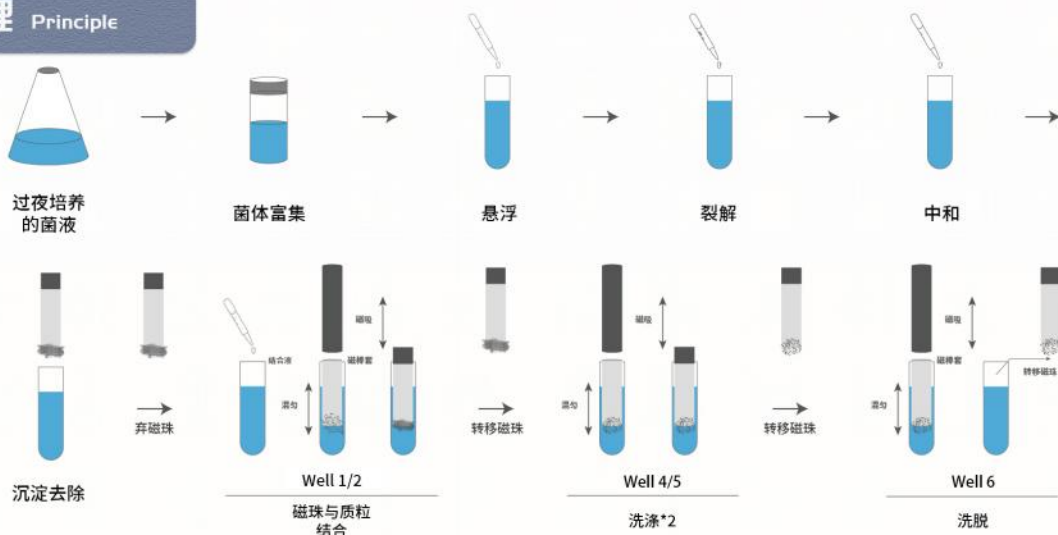 理 Principle
过夜培养
的菌液
菌体富集
悬浮
裂解
中和
磁吸
磁吸
磁吸
结合液
磁棒套
磁棒套
转移磁珠
混匀
混匀
混匀
弃磁珠
转移磁珠
转移磁珠
沉淀去除
Well 1/2
Well 4/5
Well 6
磁珠与质粒
结合
洗涤*2
洗脱